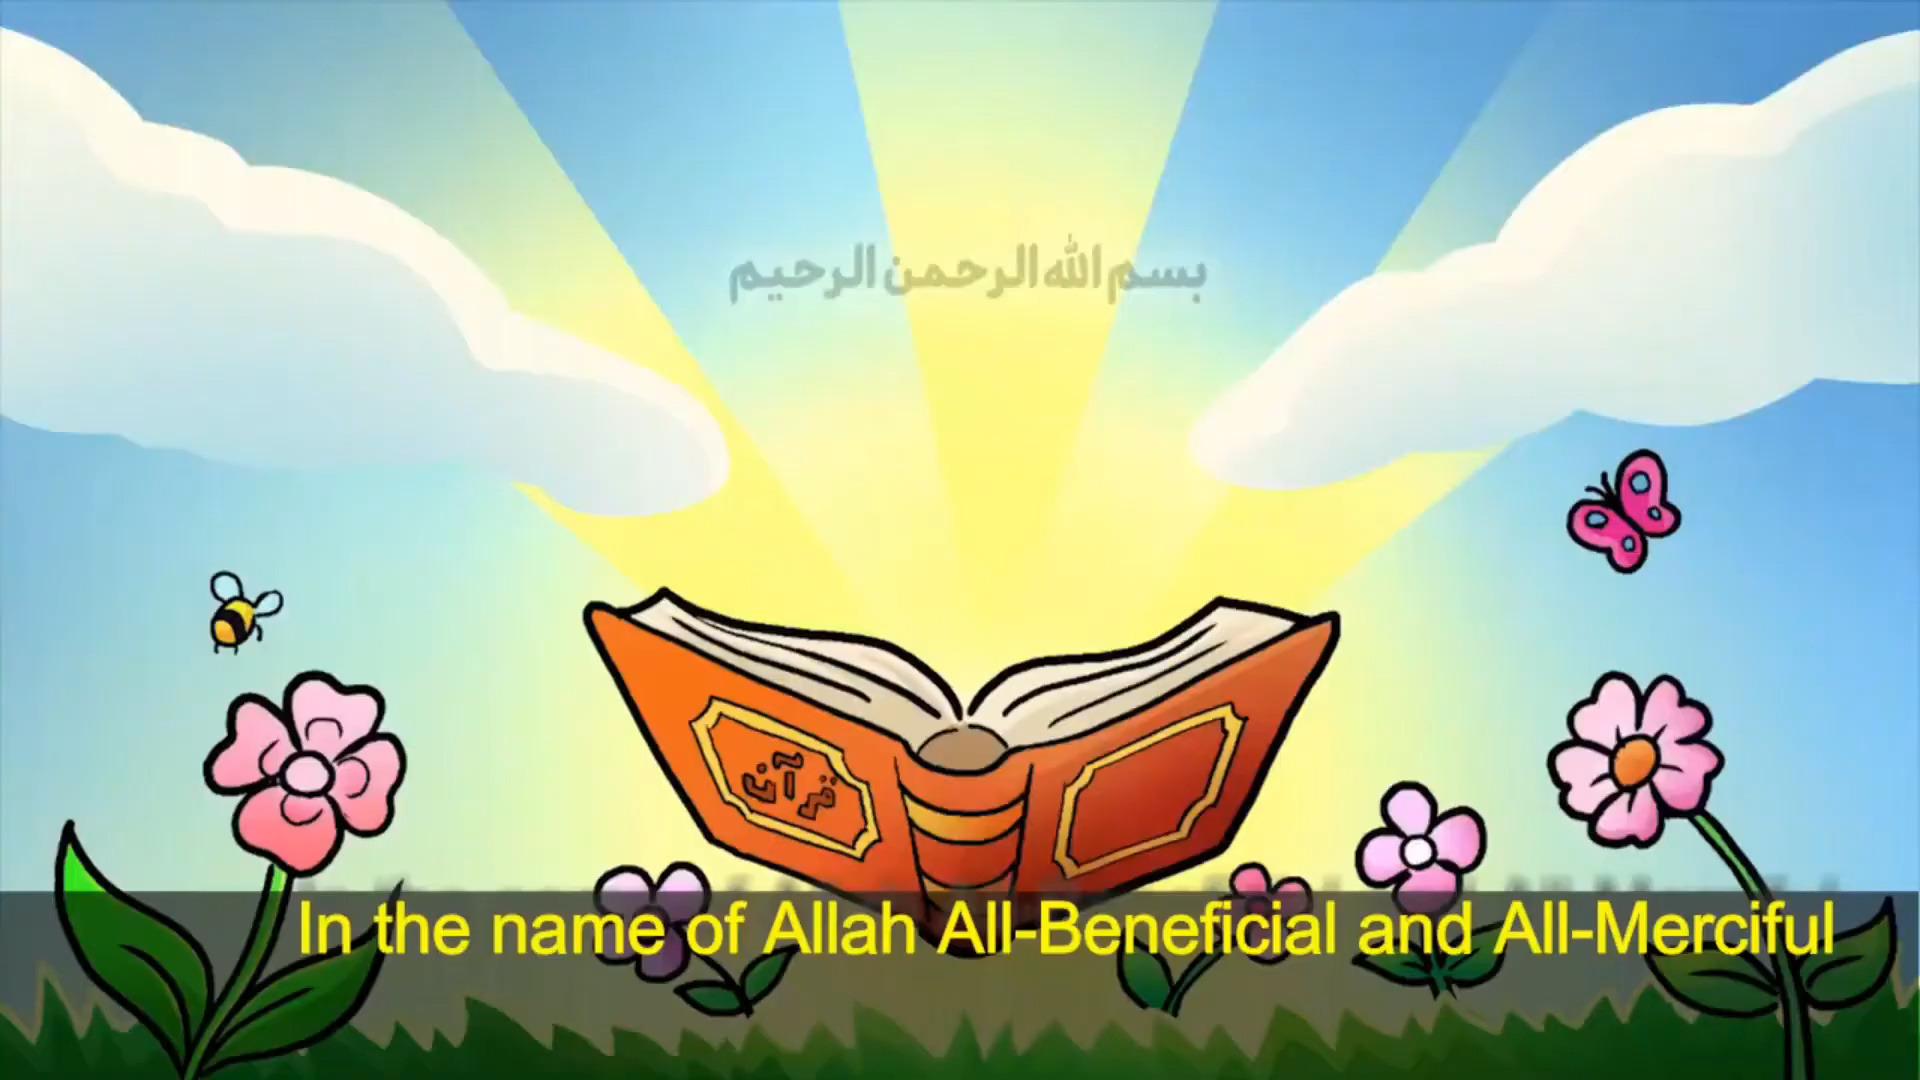 بسم الله الرحمن الرحيم
قرآن
In the name of Allah All-Beneficial and All-Merciful